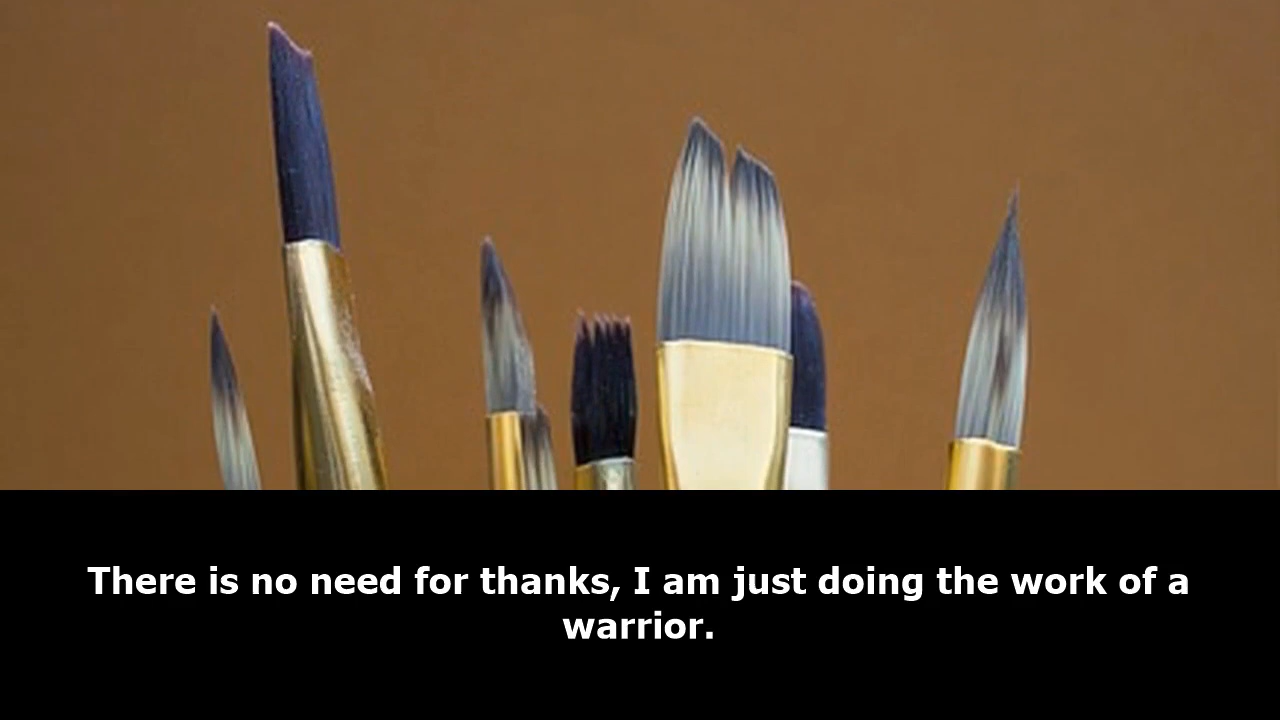 There is no need for thanks, I am just doing the work of a
warrior.